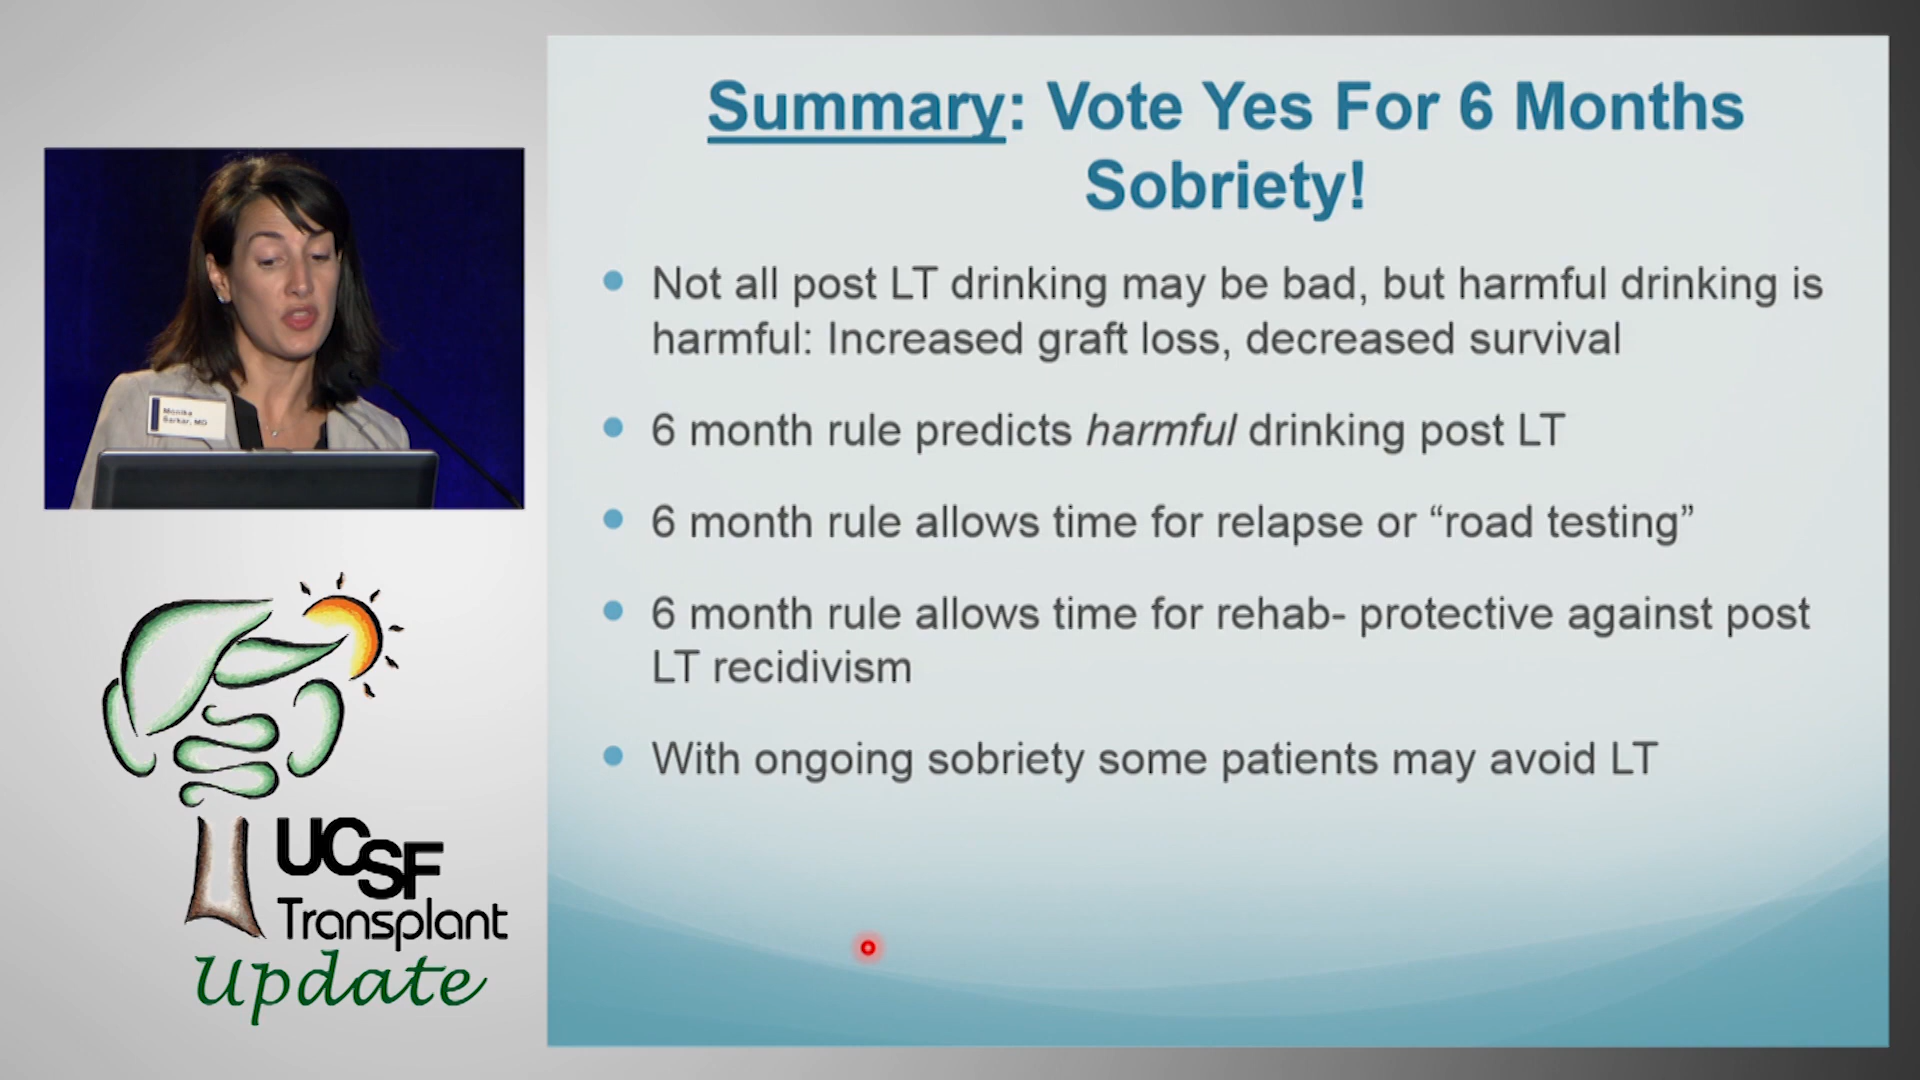 Summary: Vote Yes For 6 Months
Sobriety!
Not all post LT drinking may be bad, but harmful drinking is
harmful: Increased graft loss, decreased survival
6 month rule predicts harmful drinking post LT
6 month rule allows time for relapse or “road testing”
6 month rule allows time for rehab- protective against post
LT recidivism
With ongoing sobriety some patients may avoid LT
Monika
Sarkar, MD
UCSF
Transplant
Update